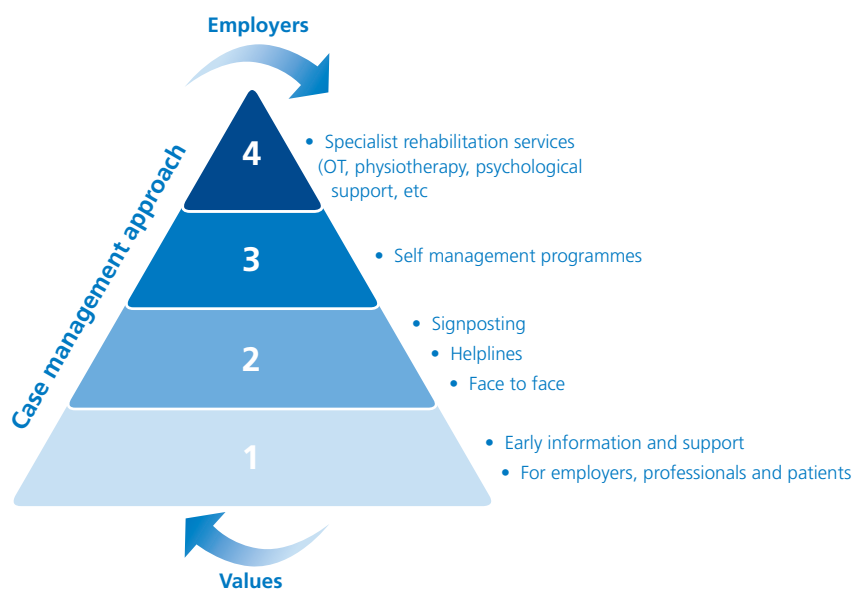 Employers
Case management approach
4
• Specialist rehabilitation services
(OT, physiotherapy, psychological
support, etc
3
• Self management programmes
2
• Signposting
• Helplines
• Face to face
1
• Early information and support
• For employers, professionals and patients
Values